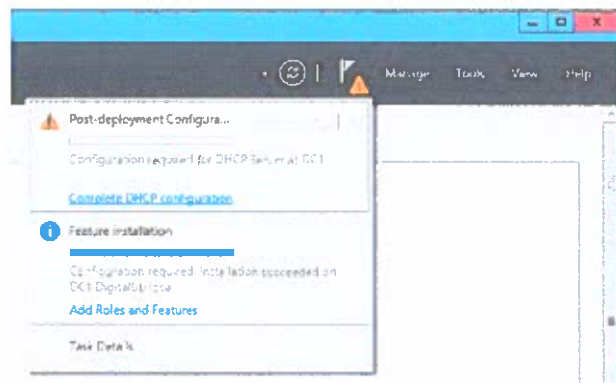 Manage Tools View Help
Post-deployment Configura...
Configuration required for DHCP Server at DC1
Complete DHCP configuration
Feature installation
Configuration required. Installation succeeded on
Add Roles and Features
Task Details